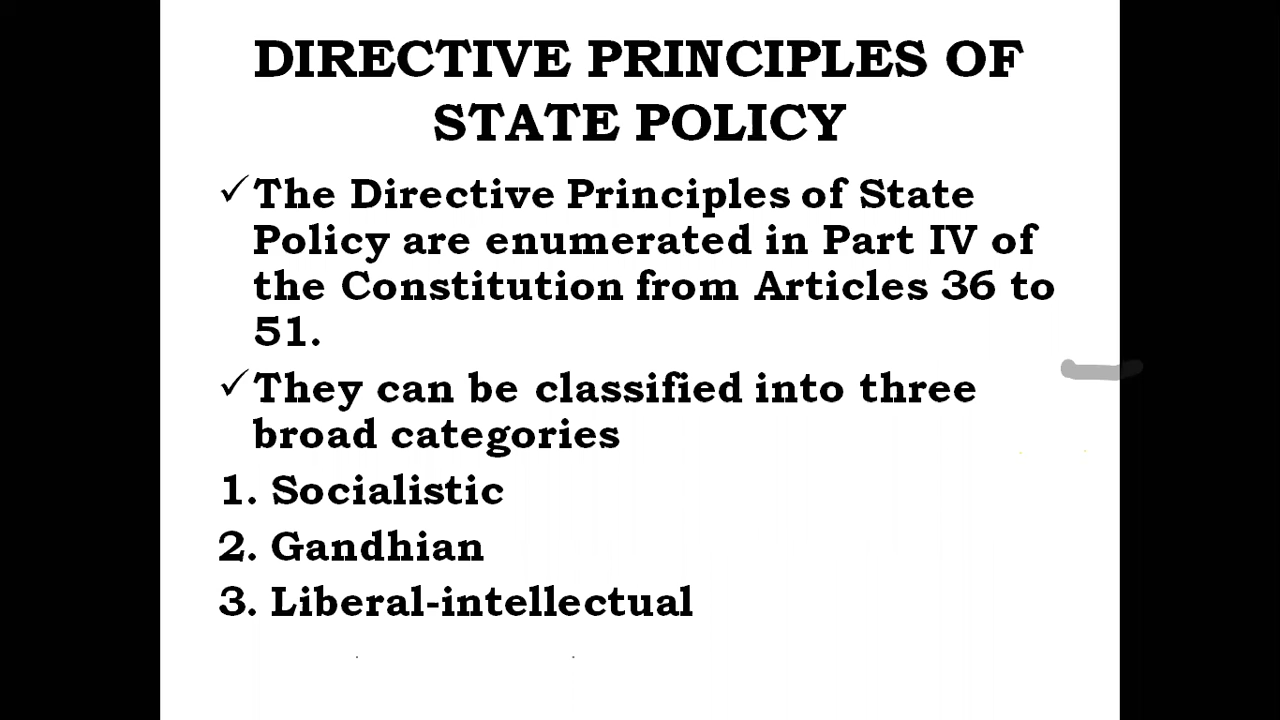 DIRECTIVE PRINCIPLES OF
STATE POLICY
✓The Directive Principles of State
Policy are enumerated in Part IV of
the Constitution from Articles 36 to
51.
✓They can be classified into three
broad categories
1. Socialistic
2. Gandhian
3. Liberal-intellectual